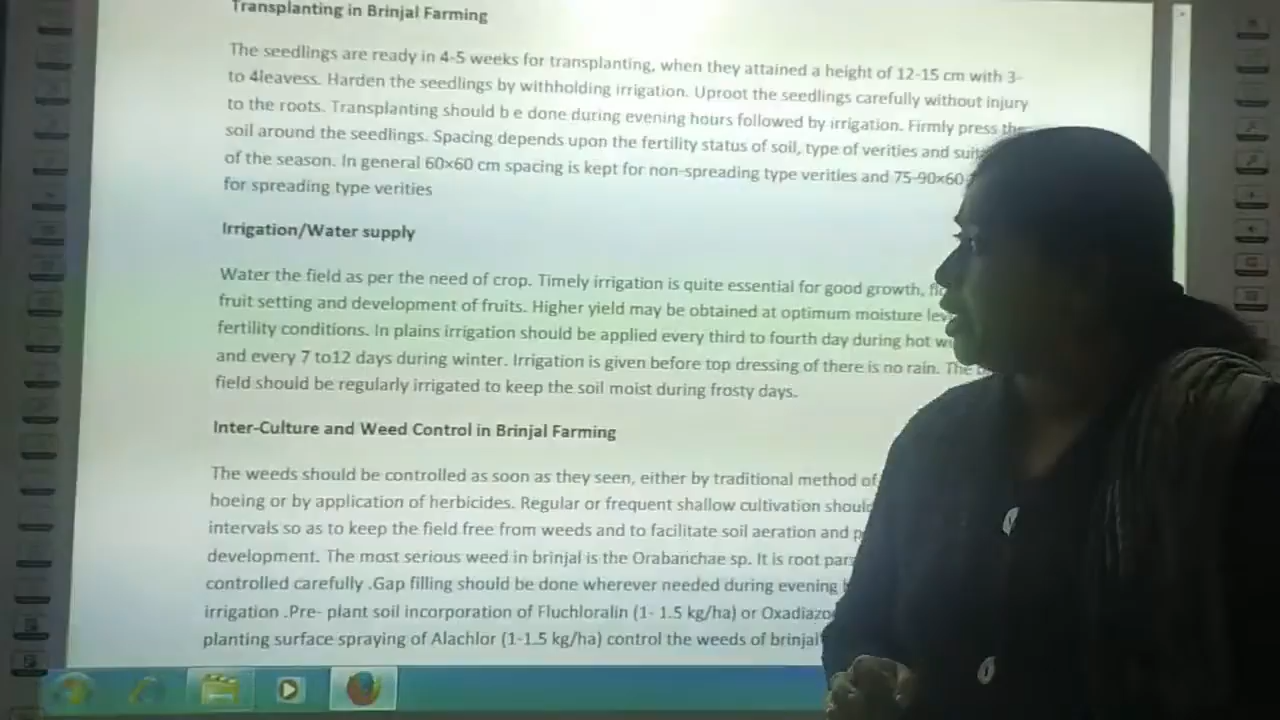 Transplanting in Brinjal Farming
The seedlings are ready in 4-5 weeks for transplanting, when they attained a height of 12-15 cm with 3-
to 4leavess. Harden the seedlings by withholding irrigation. Uproot the seedlings carefully without injury
to the roots. Transplanting should b e done during evening hours followed by irrigation. Firmly press the
soil around the seedlings. Spacing depends upon the fertility status of soil, type of verities and
of the season. In general 60×60 cm spacing is kept for non-spreading type verities and 75-90×60
for spreading type verities
Irrigation/Water supply
Water the field as per the need of crop. Timely irrigation is quite essential for good growth,
fruit setting and development of fruits. Higher yield may be obtained at optimum moisture
fertility conditions. In plains irrigation should be applied every third to fourth day during hot
and every 7 to12 days during winter. Irrigation is given before top dressing of there is no rain. The
field should be regularly irrigated to keep the soil moist during frosty days.
Inter-Culture and Weed Control in Brinjal Farming
The weeds should be controlled as soon as they seen, either by traditional method of
hoeing or by application of herbicides. Regular or frequent shallow cultivation
intervals so as to keep the field free from weeds and to facilitate soil aeration and
development. The most serious weed in brinjal is the Orabanchae sp. It is root
controlled carefully .Gap filling should be done wherever needed during evening
irrigation .Pre- plant soil incorporation of Fluchloralin (1- 1.5 kg/ha) or
planting surface spraying of Alachlor (1-1.5 kg/ha) control the weeds of brinjal